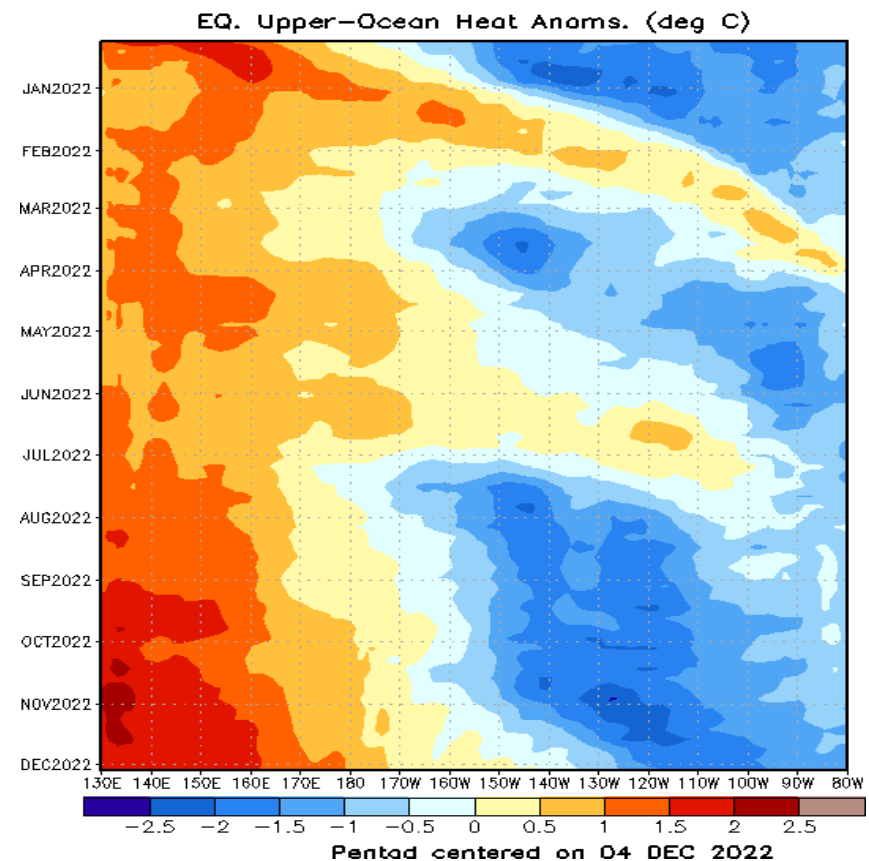 EQ. Upper-Ocean Heat Anoms. (deg C)
JAN2022
FEB2022
MAR2022
APR2022
MAY2022
JUN2022
JUL2022
AUG2022
SEP2022
OCT2022
NOV2022
DEC2022
130E 140E 150E 160E 170E 180 170W 160W 150W 140W 130W 120W 110W 100W 90W 80W
-2.5 -2 -1.5 -1 -0.5 0 0.5 1 1.5 2 2.5
Pentad centered on 04 DEC 2022